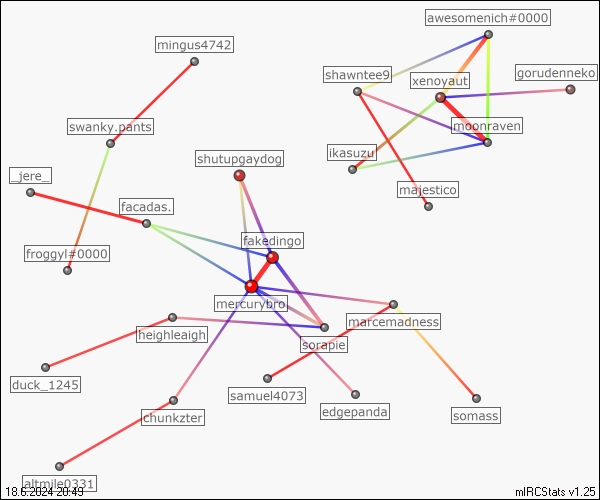 awesomenich#0000
mingus4742
shawntee9
xenoyaut
gorudenneko
swanky.pants
moonraven
shutupgaydog
ikasuzu
_jere_
majestico
facadas.
froggyl#0000
fakedingo
mercurybro
marcemadness
heighleaigh
sorapie
duck_1245
samuel4073
edgepanda
somass
chunkzter
altmile0331
18.6.2024 20:49
mIRCStats v1.25